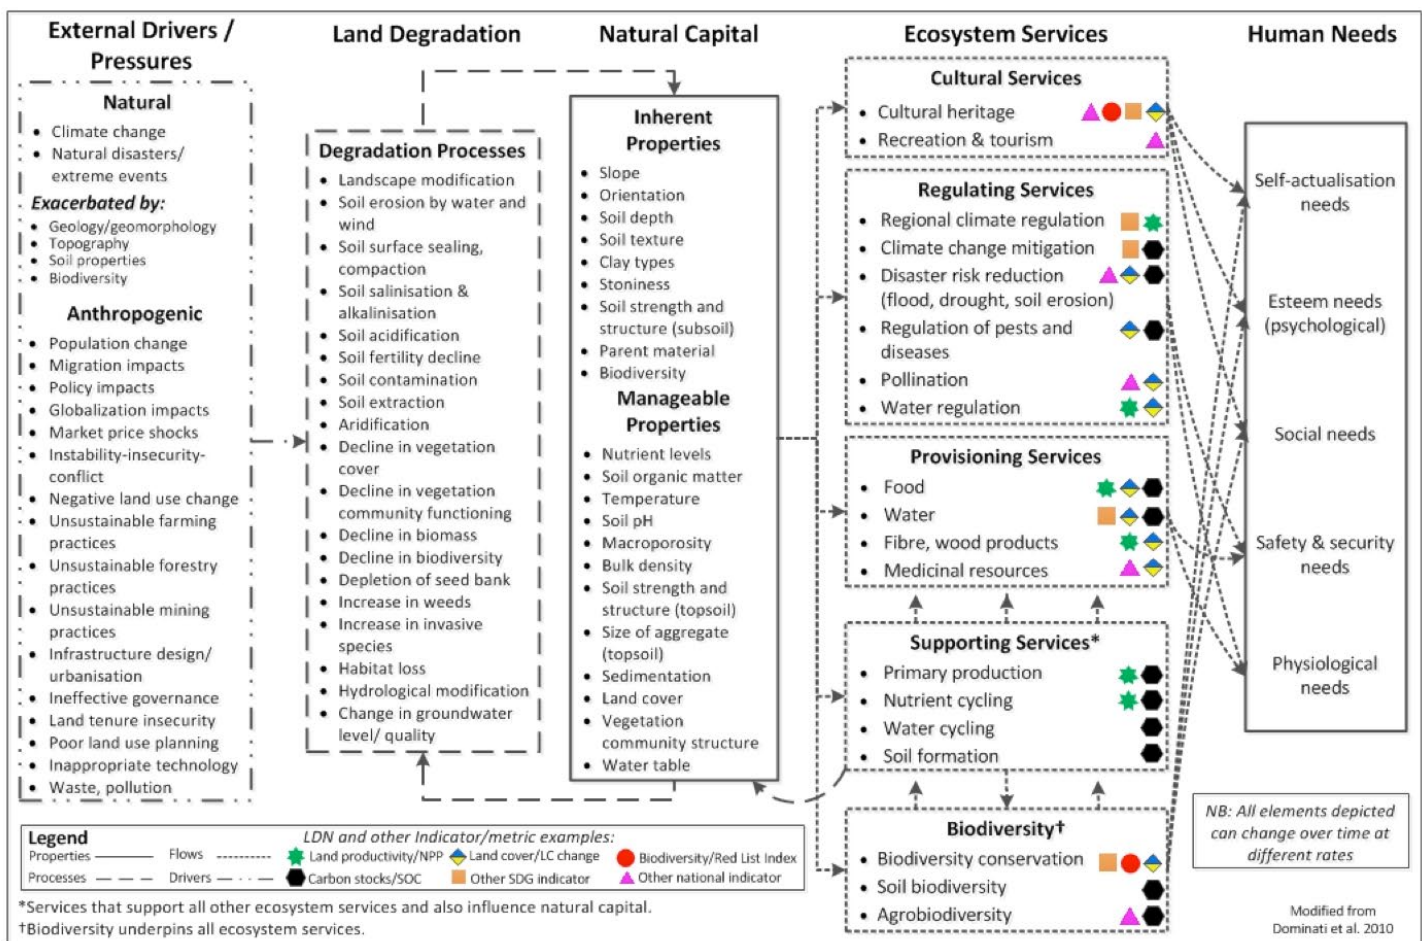 External Drivers /
Pressures
Natural
• Climate change
• Natural disasters/
extreme events
Exacerbated by:
• Geology/geomorphology
• Topography
• Soil properties
• Biodiversity
Anthropogenic
• Population change
• Migration impacts
• Policy impacts
• Globalization impacts
• Market price shocks
• Instability-insecurity-
conflict
• Negative land use change
• Unsustainable farming
practices
• Unsustainable forestry
practices
• Unsustainable mining
practices
• Infrastructure design/
urbanisation
• Ineffective governance
• Land tenure insecurity
• Poor land use planning
• Inappropriate technology
• Waste, pollution
Land Degradation
Degradation Processes
• Landscape modification
• Soil erosion by water and
wind
• Soil surface sealing,
compaction
• Soil salinisation &
alkalinisation
• Soil acidification
• Soil fertility decline
• Soil contamination
• Soil extraction
• Aridification
• Decline in vegetation
cover
• Decline in vegetation
community functioning
• Decline in biomass
• Decline in biodiversity
• Depletion of seed bank
• Increase in weeds
• Increase in invasive
species
• Habitat loss
• Hydrological modification
• Change in groundwater
level/ quality
Natural Capital
Inherent
Properties
• Slope
• Orientation
• Soil depth
• Soil texture
• Clay types
• Stoniness
• Soil strength and
structure (subsoil)
• Parent material
• Biodiversity
Manageable
Properties
• Nutrient levels
• Soil organic matter
• Temperature
• Soil pH
• Macroporosity
• Bulk density
• Soil strength and
structure (topsoil)
• Size of aggregate
(topsoil)
• Sedimentation
• Land cover
• Vegetation
community structure
• Water table
Ecosystem Services
Cultural Services
• Cultural heritage
• Recreation & tourism
Regulating Services
• Regional climate regulation
• Climate change mitigation
• Disaster risk reduction
(flood, drought, soil erosion)
• Regulation of pests and
diseases
• Pollination
• Water regulation
Provisioning Services
• Food
• Water
• Fibre, wood products
• Medicinal resources
Supporting Services*
• Primary production
• Nutrient cycling
• Water cycling
• Soil formation
Biodiversity†
• Biodiversity conservation
• Soil biodiversity
• Agrobiodiversity
Human Needs
Self-actualisation
needs
Esteem needs
(psychological)
Social needs
Safety & security
needs
Physiological
needs
NB: All elements depicted
can change over time at
different rates
Legend
LDN and other Indicator/metric examples:
Properties Flows Land productivity/NPP Land cover/LC change Biodiversity/Red List Index
Processes Drivers Carbon stocks/SOC Other SDG indicator Other national indicator
*Services that support all other ecosystem services and also influence natural capital.
†Biodiversity underpins all ecosystem services.
Modified from
Dominati et al. 2010